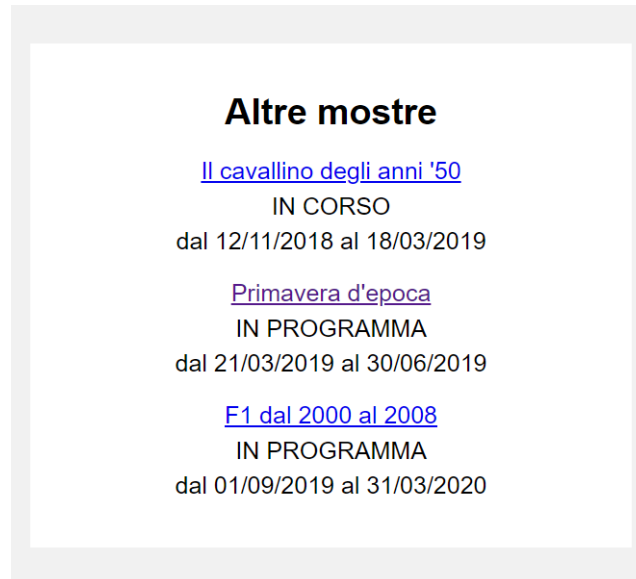 Altre mostre
Il cavallino degli anni '50
IN CORSO
dal 12/11/2018 al 18/03/2019
Primavera d'epoca
IN PROGRAMMA
dal 21/03/2019 al 30/06/2019
F1 dal 2000 al 2008
IN PROGRAMMA
dal 01/09/2019 al 31/03/2020